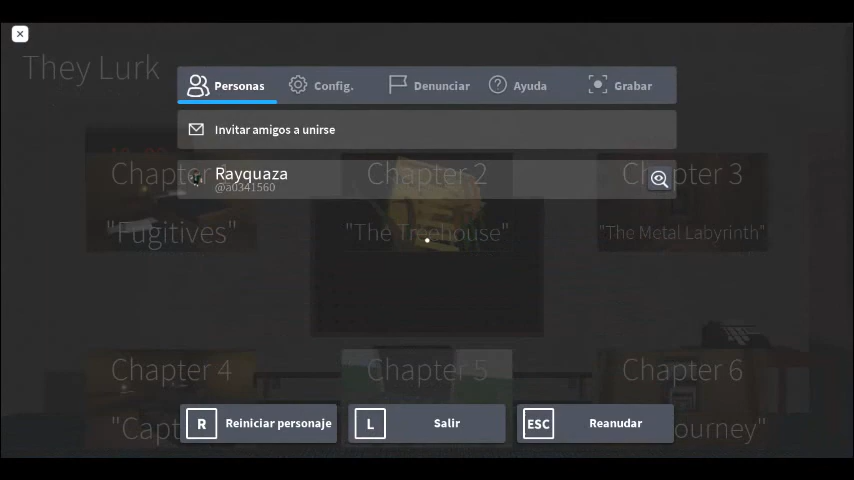 They Lurk
Personas
Config.
Denunciar
Ayuda
Grabar
Invitar amigos a unirse
Rayquaza
@a0341560
Chapter
Chapter 2
Chapter 3
"Fugitives"
"The Treehouse"
"The Metal Labyrinth"
Chapter 4
Chapter 5
Chapter 6
R Reiniciar personaje
L Salir
ESC Reanudar